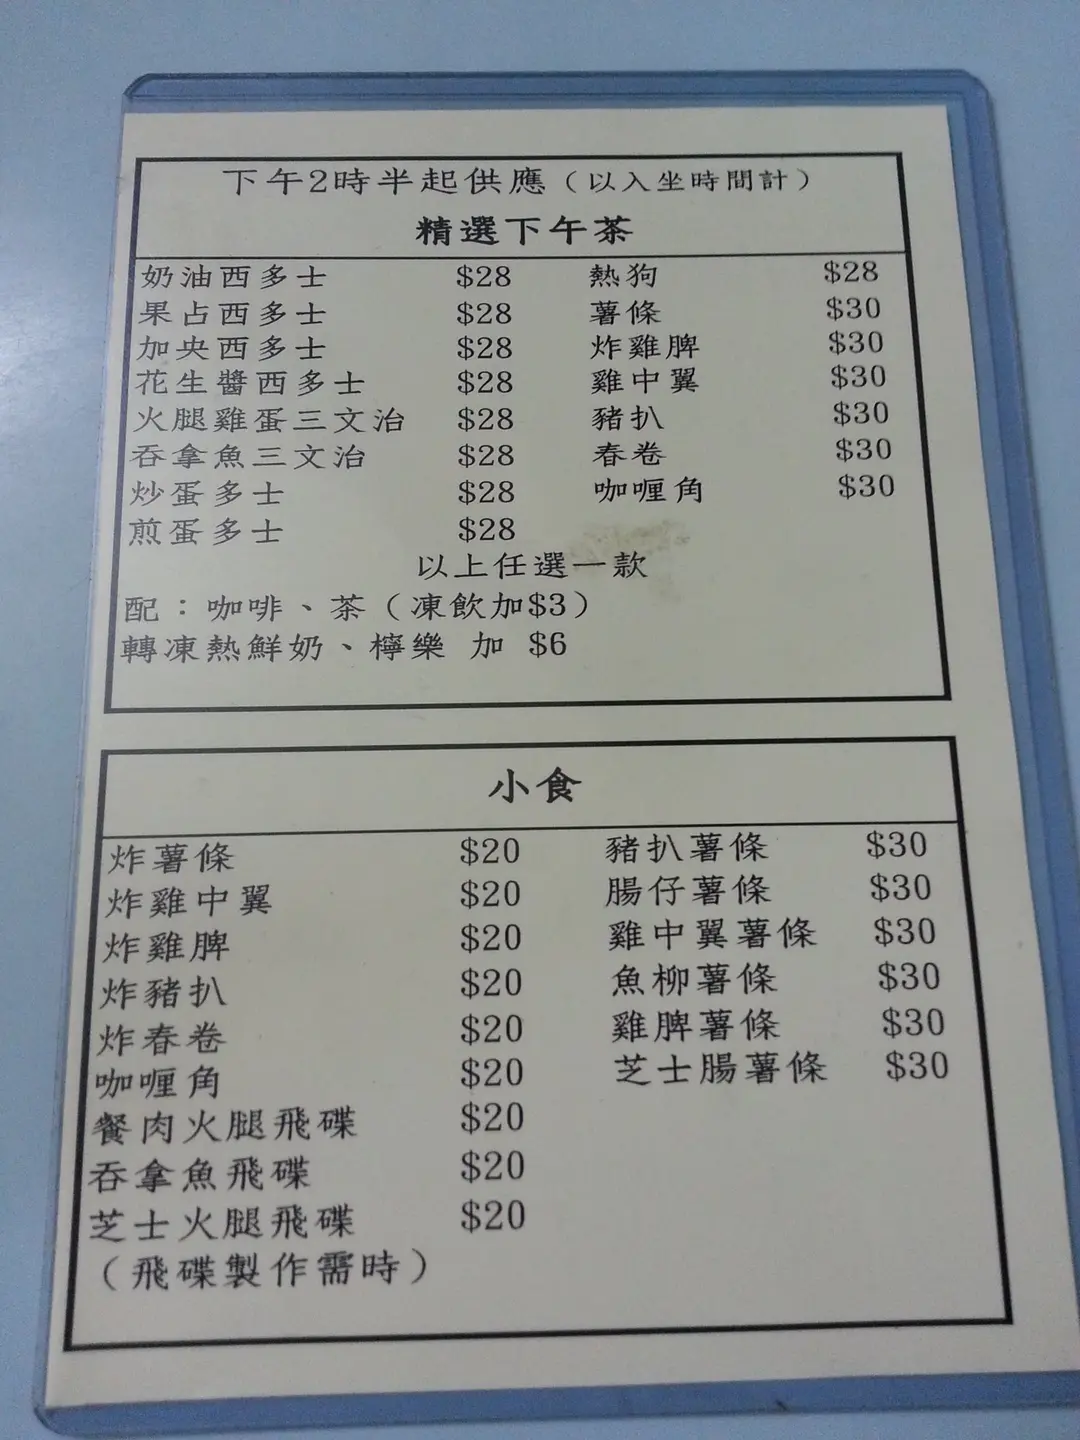 下午2時半起供應（以入坐時間計）
精選下午茶
奶油西多士 $28 熱狗 $28
果占西多士 $28 薯條 $30
加央西多士 $28 炸雞脾 $30
花生醬西多士 $28 雞中翼 $30
火腿雞蛋三文治 $28 豬扒 $30
吞拿魚三文治 $28 春卷 $30
炒蛋多士 $28 咖喱角 $30
煎蛋多士 $28
以上任選一款
配：咖啡、茶（凍飲加$3）
轉凍熱鮮奶、檸樂 加 $6
小食
炸薯條 $20 豬扒薯條 $30
炸雞中翼 $20 腸仔薯條 $30
炸雞脾 $20 雞中翼薯條 $30
炸豬扒 $20 魚柳薯條 $30
炸春卷 $20 雞脾薯條 $30
咖喱角 $20 芝士腸薯條 $30
餐肉火腿飛碟 $20
吞拿魚飛碟 $20
芝士火腿飛碟 $20
（飛碟製作需時）